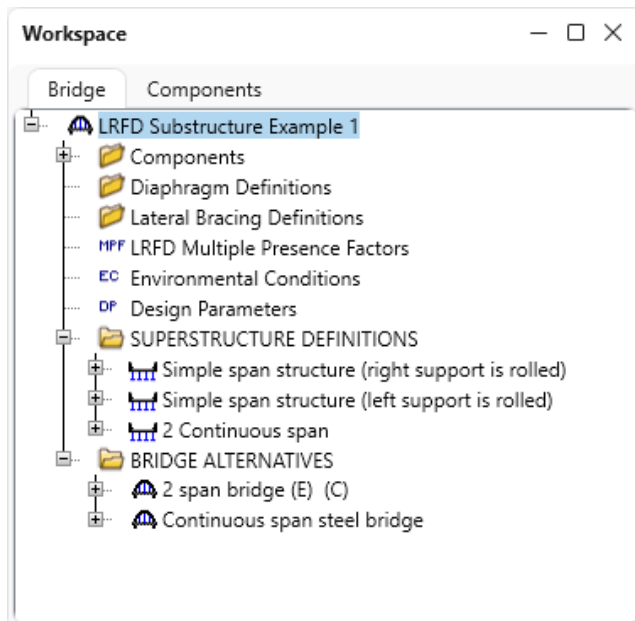 Workspace
Bridge Components
LRFD Substructure Example 1
Components
Diaphragm Definitions
Lateral Bracing Definitions
MPF LRFD Multiple Presence Factors
EC Environmental Conditions
DP Design Parameters
SUPERSTRUCTURE DEFINITIONS
Simple span structure (right support is rolled)
Simple span structure (left support is rolled)
2 Continuous span
BRIDGE ALTERNATIVES
2 span bridge (E) (C)
Continuous span steel bridge